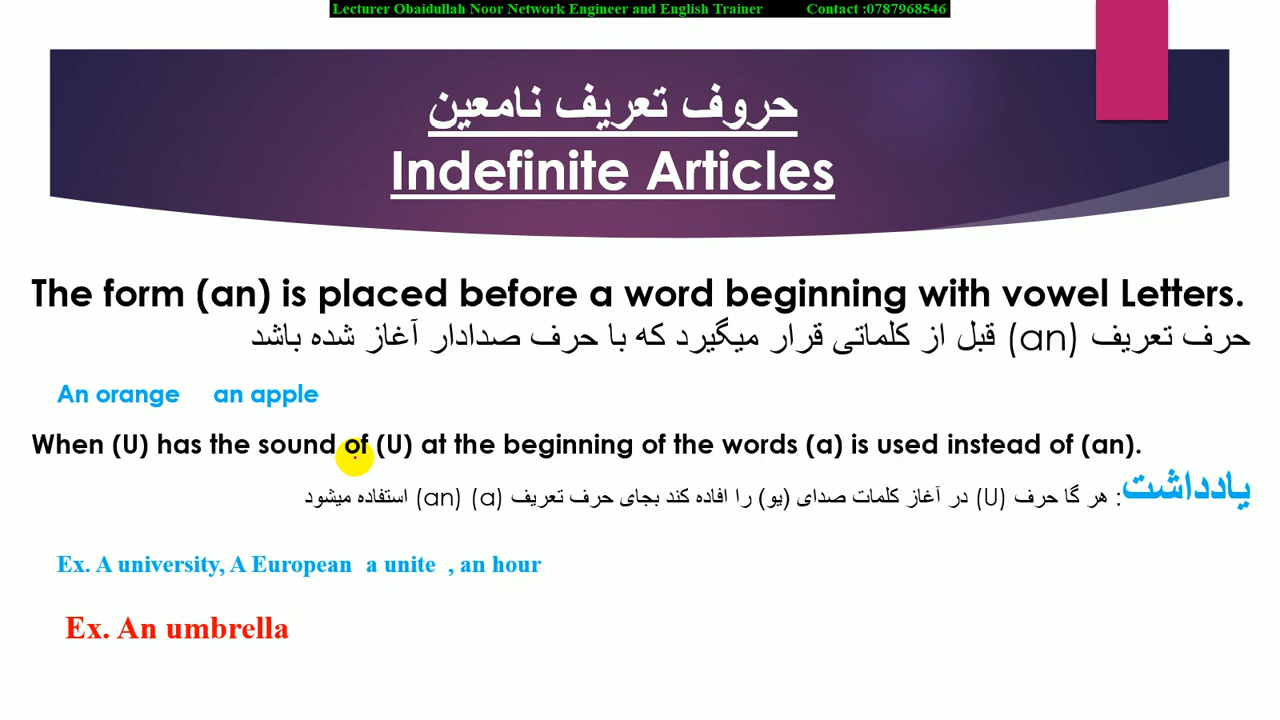 Lecturer Obaidullah Noor Network Engineer and English Trainer Contact :0787968546
حروف تعریف نامعین
Indefinite Articles
The form (an) is placed before a word beginning with vowel Letters.
حرف تعریف (an) قبل از کلماتی قرار میگیرد که با حرف صدادار آغاز شده باشد
An orange an apple
When (U) has the sound of (U) at the beginning of the words (a) is used instead of (an).
یادداشت: هر گا حرف (U) در آغاز کلمات صدای (یو) را افاده کند بجای حرف تعریف (a) (an) استفاده میشود
Ex. A university, A European a unite , an hour
Ex. An umbrella